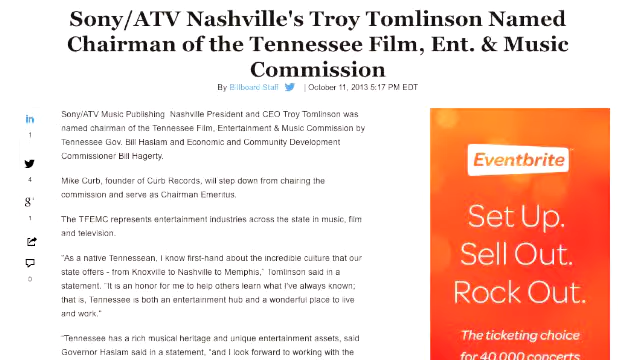 Sony/ATV Nashville's Troy Tomlinson Named
Chairman of the Tennessee Film, Ent. & Music
Commission
By Billboard Staff | October 11, 2013 5:17 PM EDT
Sony/ATV Music Publishing Nashville President and CEO Troy Tomlinson was
named chairman of the Tennessee Film, Entertainment & Music Commission by
Tennessee Gov. Bill Haslam and Economic and Community Development
Commissioner Bill Hagerty.
Mike Curb, founder of Curb Records, will step down from chairing the
commission and serve as Chairman Emeritus.
The TFEMC represents entertainment industries across the state in music, film
and television.
"As a native Tennessean, I know first-hand about the incredible culture that our
state offers - from Knoxville to Nashville to Memphis," Tomlinson said in a
statement. "It is an honor for me to help others learn what I've always known;
that is, Tennessee is both an entertainment hub and a wonderful place to live
and work."
"Tennessee has a rich musical heritage and unique entertainment assets, said
Governor Haslam said in a statement, "and I look forward to working with the
in
1
4
g+
1
0
Eventbrite
Set Up.
Sell Out.
Rock Out.
The ticketing choice
for 40,000 concerts